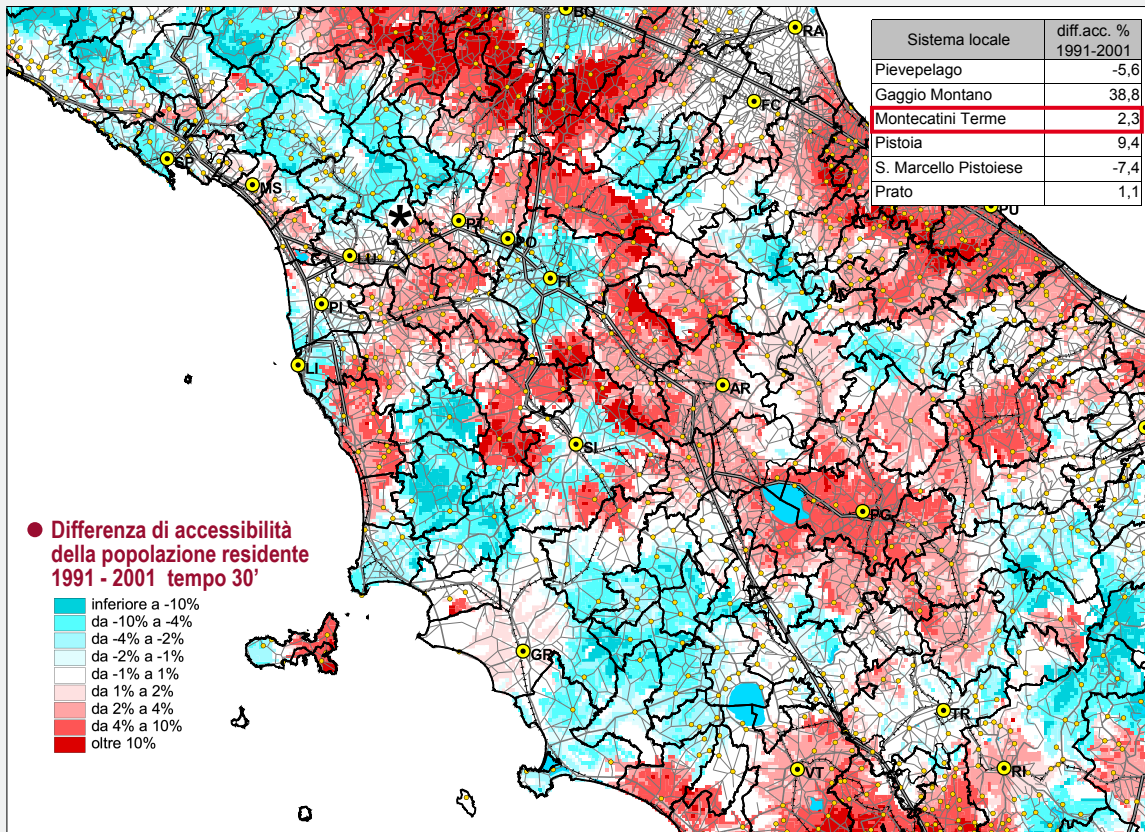 Sistema locale diff.acc. % 1991-2001
Pievepelago -5,6
Gaggio Montano 38,8
Montecatini Terme 2,3
Pistoia 9,4
S. Marcello Pistoiese -7,4
Prato 1,1
BO
RA
FC
SP
MS
PU
*
PT
PO
LU
FI
PI
LI
AR
SI
PG
GR
TR
VT
RI
● Differenza di accessibilità
della popolazione residente
1991 - 2001 tempo 30’
inferiore a -10%
da -10% a -4%
da -4% a -2%
da -2% a -1%
da -1% a 1%
da 1% a 2%
da 2% a 4%
da 4% a 10%
oltre 10%